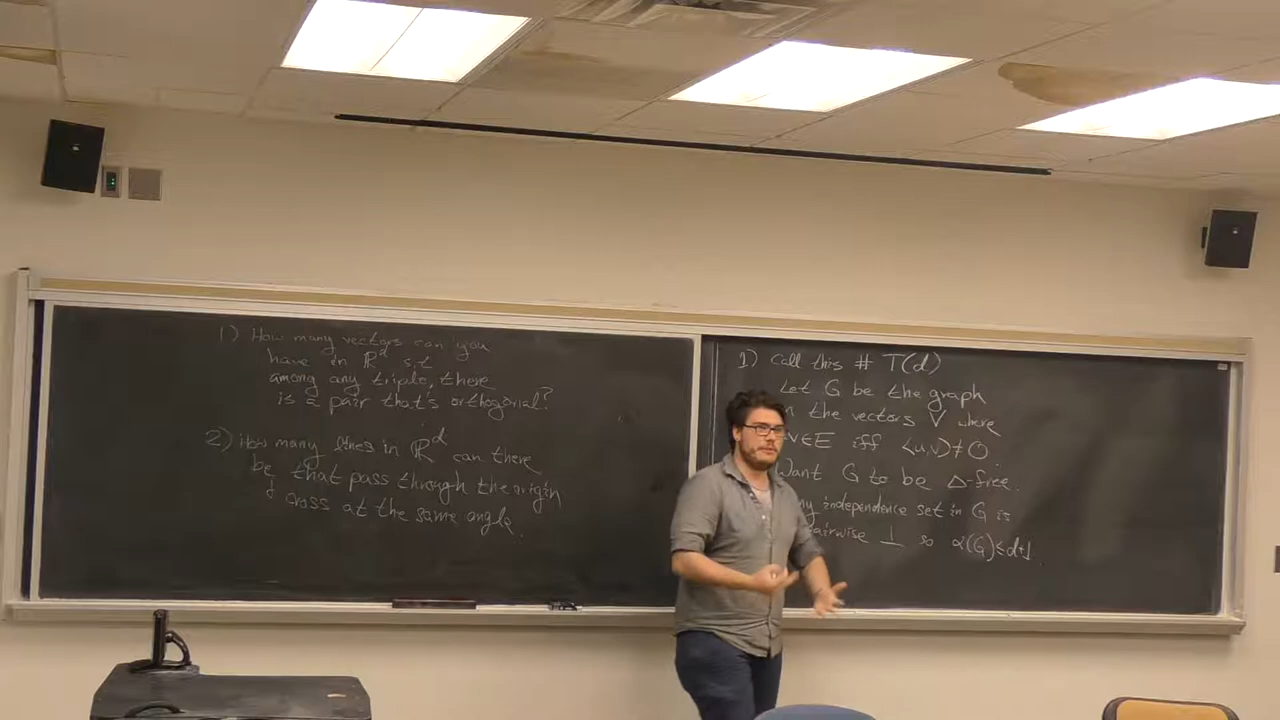 1) How many vectors can you
have in ℝᵈ s.t
among any triple, there
is a pair that's orthogonal?
2) How many lines in ℝᵈ can there
be that pass through the origin
& cross at the same angle.
1) Call this # T(d)
Let G be the graph
the vectors V where
v∈E iff ⟨u,v⟩≠0.
Want G to be Δ-free.
independence set in G is
⊥ so α(G)≤d+1.